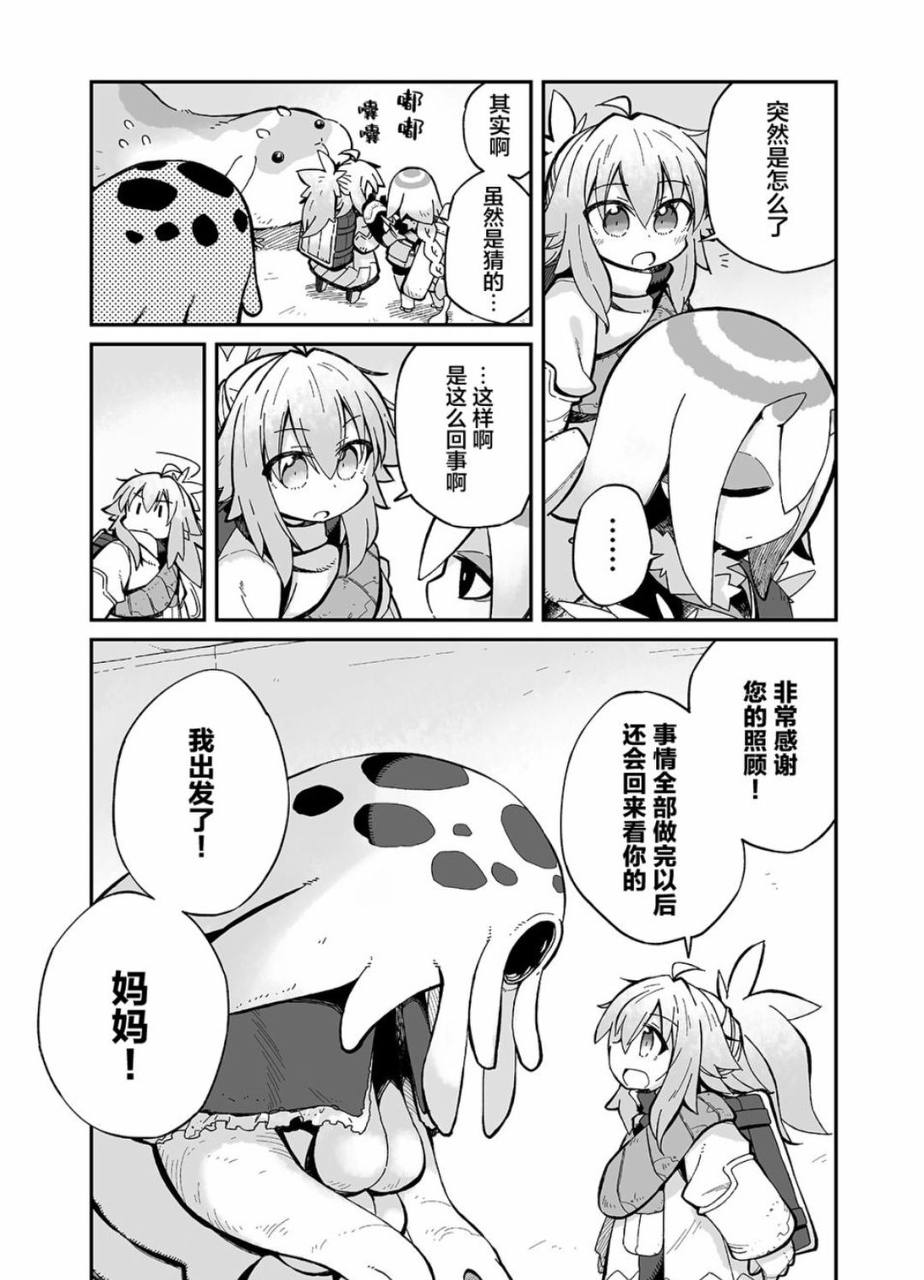 突然是怎么了
……
其实啊
虽然是猜的…
嘟嘟
囔囔
…这样啊
是这么回事啊
非常感谢
您的照顾！
事情全部做完以后
还会回来看你的
我出发了！
妈妈！